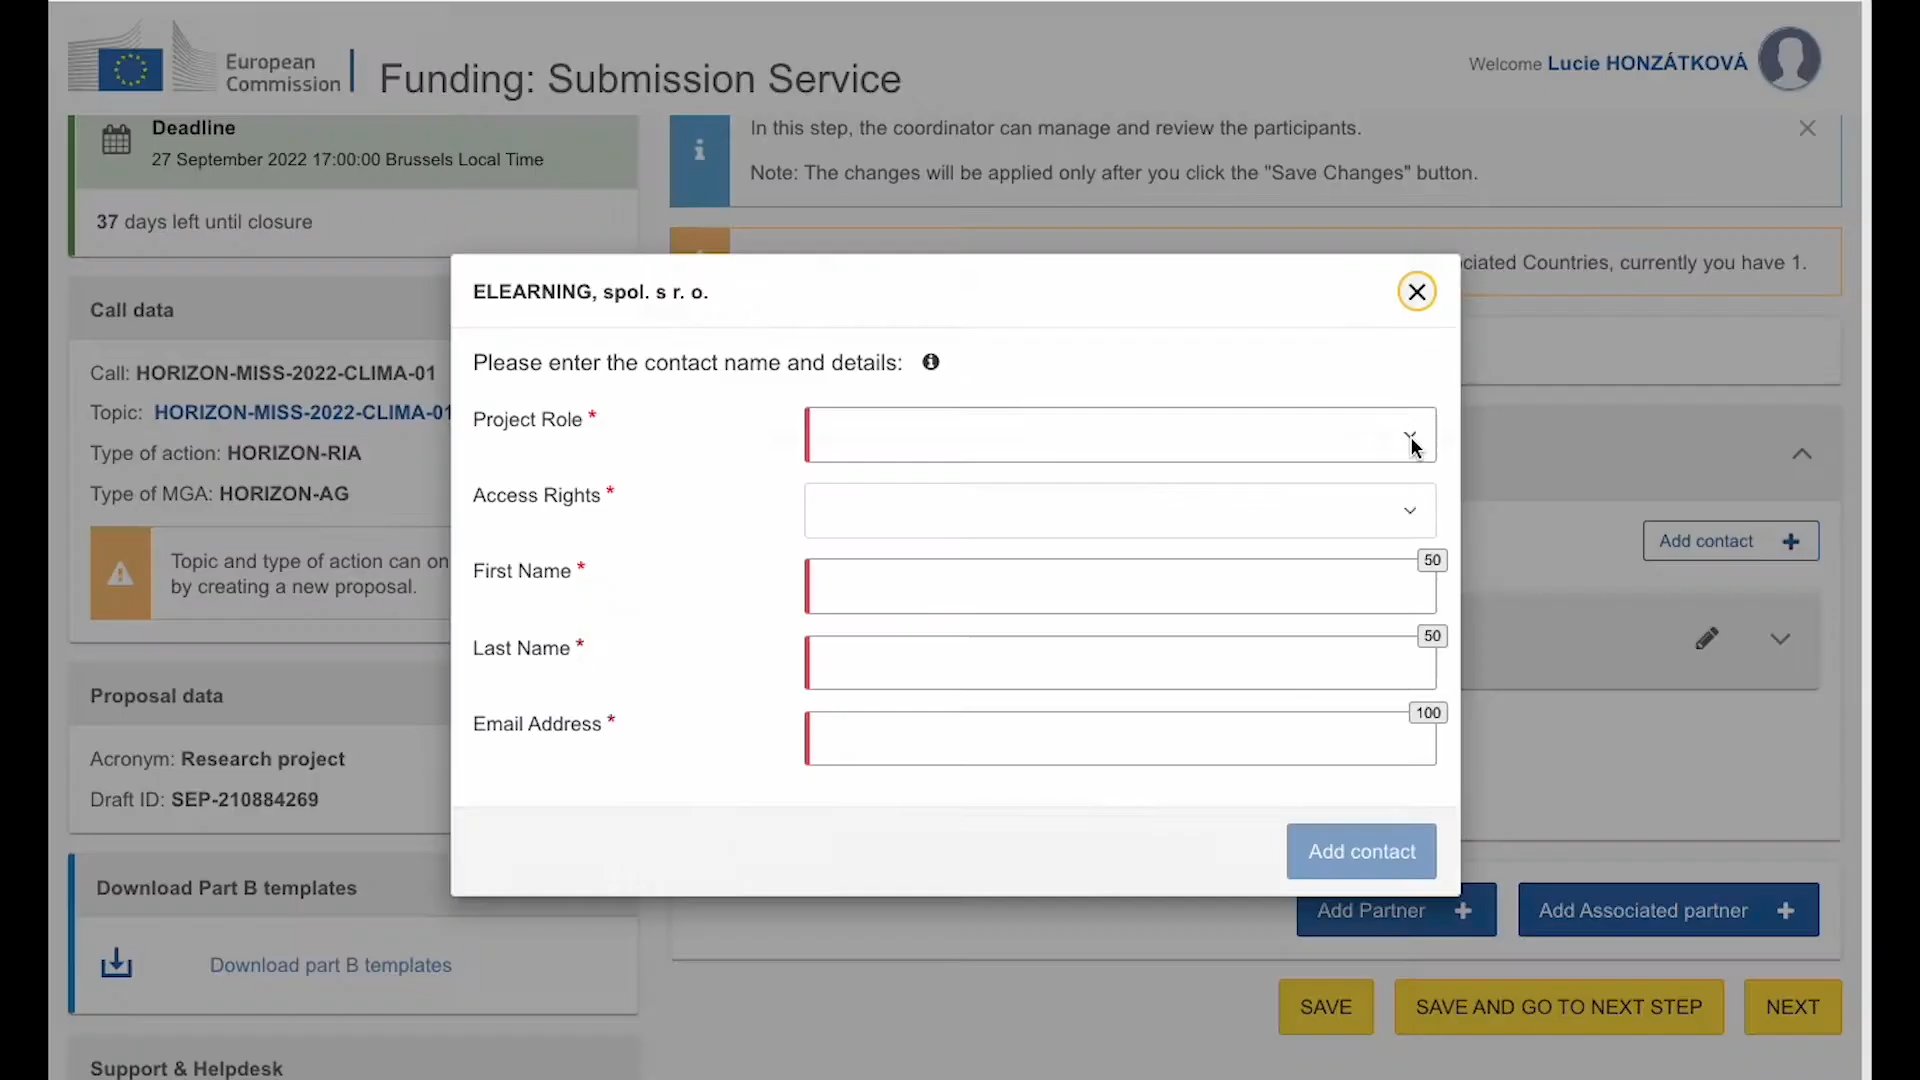 European
Commission
Funding: Submission Service
Welcome Lucie HONZÁTKOVÁ
Deadline
27 September 2022 17:00:00 Brussels Local Time
37 days left until closure
In this step, the coordinator can manage and review the participants.
Note: The changes will be applied only after you click the "Save Changes" button.
ciated Countries, currently you have 1.
Call data
Call: HORIZON-MISS-2022-CLIMA-01
Topic: HORIZON-MISS-2022-CLIMA-01
Type of action: HORIZON-RIA
Type of MGA: HORIZON-AG
Topic and type of action can on
by creating a new proposal.
Proposal data
Acronym: Research project
Draft ID: SEP-210884269
Download Part B templates
Download part B templates
Support & Helpdesk
ELEARNING, spol. s r. o.
Please enter the contact name and details:
Project Role *
Access Rights *
First Name *
50
Last Name *
50
Email Address *
100
Add contact
Add contact +
Add Partner +
Add Associated partner +
SAVE
SAVE AND GO TO NEXT STEP
NEXT